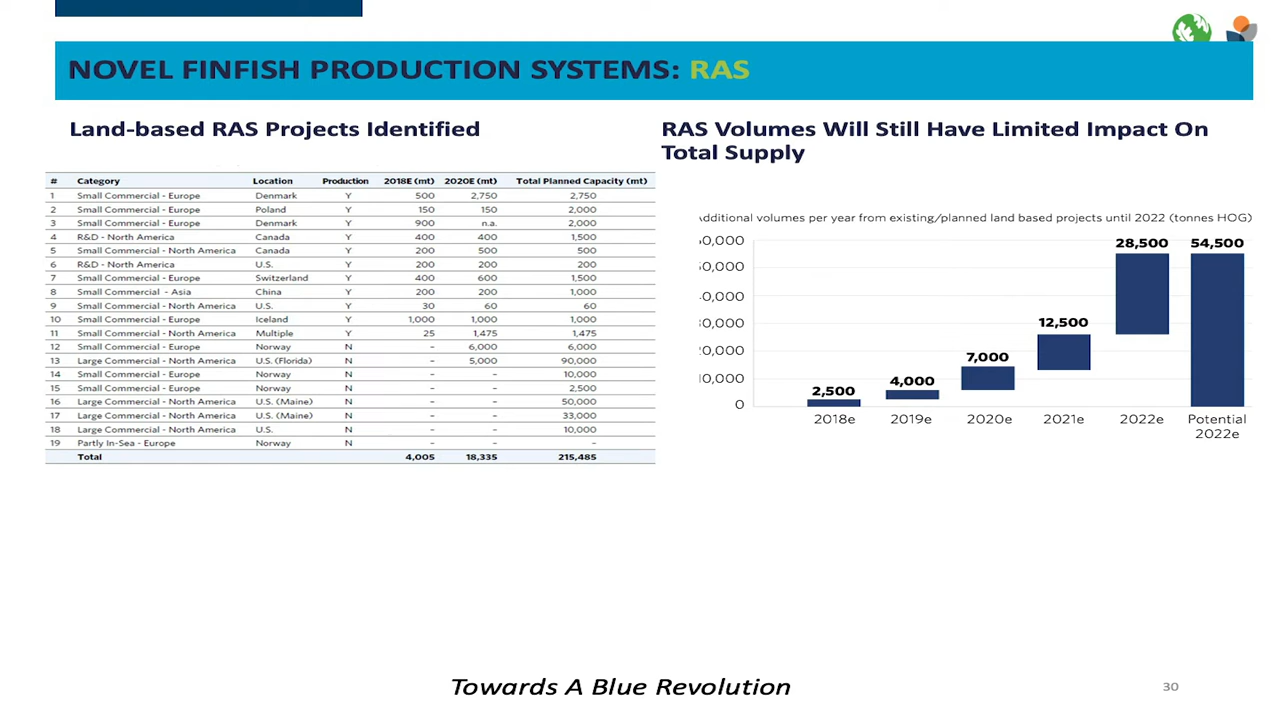 NOVEL FINFISH PRODUCTION SYSTEMS: RAS
Land-based RAS Projects Identified
# Category Location Production 2018E (mt) 2020E (mt) Total Planned Capacity (mt)
1 Small Commercial - Europe Denmark Y 500 2,750 2,750
2 Small Commercial - Europe Poland Y 150 150 2,000
3 Small Commercial - Europe Denmark Y 900 n.a. 2,000
4 R&D - North America Canada Y 400 400 1,500
5 Small Commercial - North America Canada Y 200 500 500
6 R&D - North America U.S. Y 200 200 200
7 Small Commercial - Europe Switzerland Y 400 600 1,500
8 Small Commercial - Asia China Y 200 200 1,000
9 Small Commercial - North America U.S. Y 30 60 60
10 Small Commercial - Europe Iceland Y 1,000 1,000 1,000
11 Small Commercial - North America Multiple Y 25 1,475 1,475
12 Small Commercial - Europe Norway N - 6,000 6,000
13 Large Commercial - North America U.S. (Florida) N - 5,000 90,000
14 Small Commercial - Europe Norway N - - 10,000
15 Small Commercial - Europe Norway N - - 2,500
16 Large Commercial - North America U.S. (Maine) N - - 50,000
17 Large Commercial - North America U.S. (Maine) N - - 33,000
18 Large Commercial - North America U.S. N - - 10,000
19 Partly In-Sea - Europe Norway N - - -
Total 4,005 18,335 215,485
RAS Volumes Will Still Have Limited Impact On
Total Supply
additional volumes per year from existing/planned land based projects until 2022 (tonnes HOG)
0,000
0,000
0,000
0,000
0,000
10,000
0
2,500
4,000
7,000
12,500
28,500
54,500
2018e 2019e 2020e 2021e 2022e Potential
2022e
Towards A Blue Revolution
30